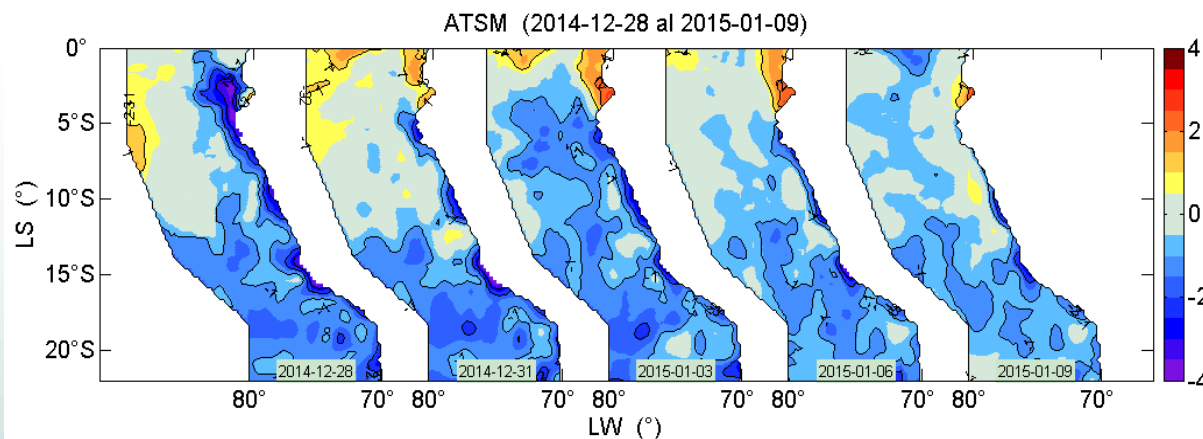 ATSM (2014-12-28 al 2015-01-09)
0°
5°S
10°S
15°S
20°S
LS (°)
2014-12-28
2014-12-31
2015-01-03
2015-01-06
2015-01-09
80° 70° 80° 70° 80° 70° 80° 70° 80° 70°
LW (°)
4
2
0
-2
-4